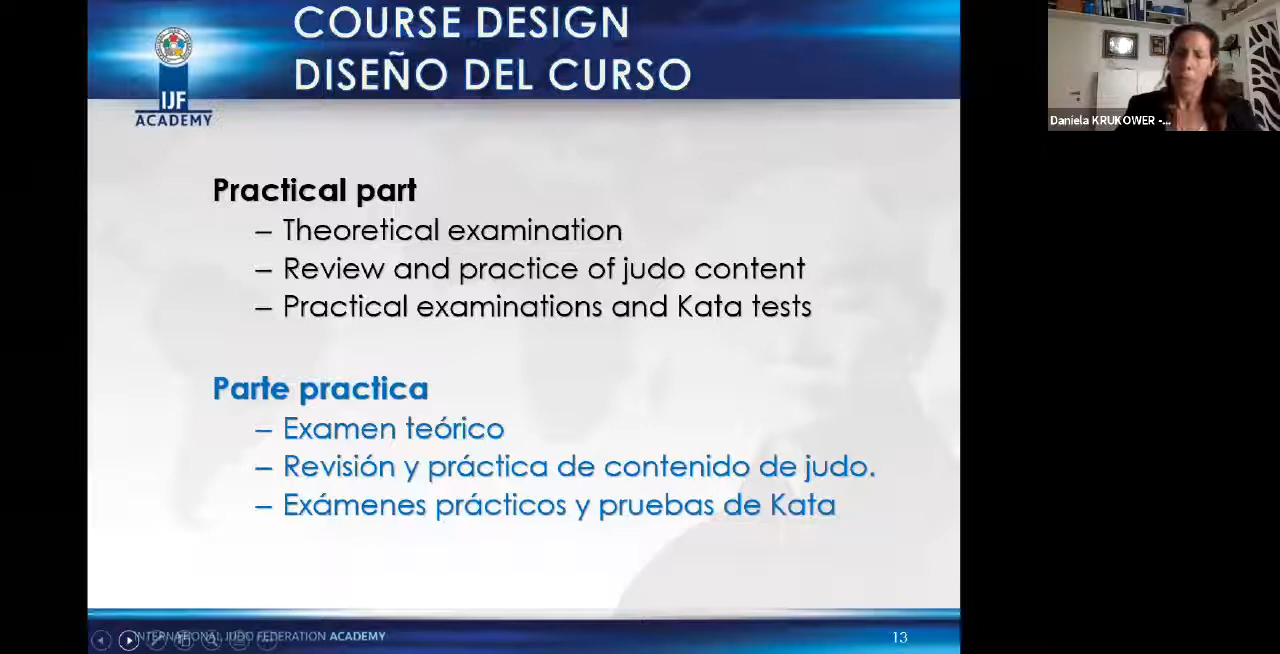 COURSE DESIGN
DISEÑO DEL CURSO
IJF
ACADEMY
Daniela KRUKOWER -...
Practical part
– Theoretical examination
– Review and practice of judo content
– Practical examinations and Kata tests
Parte practica
– Examen teórico
– Revisión y práctica de contenido de judo.
– Exámenes prácticos y pruebas de Kata
INTERNATIONAL JUDO FEDERATION ACADEMY
13